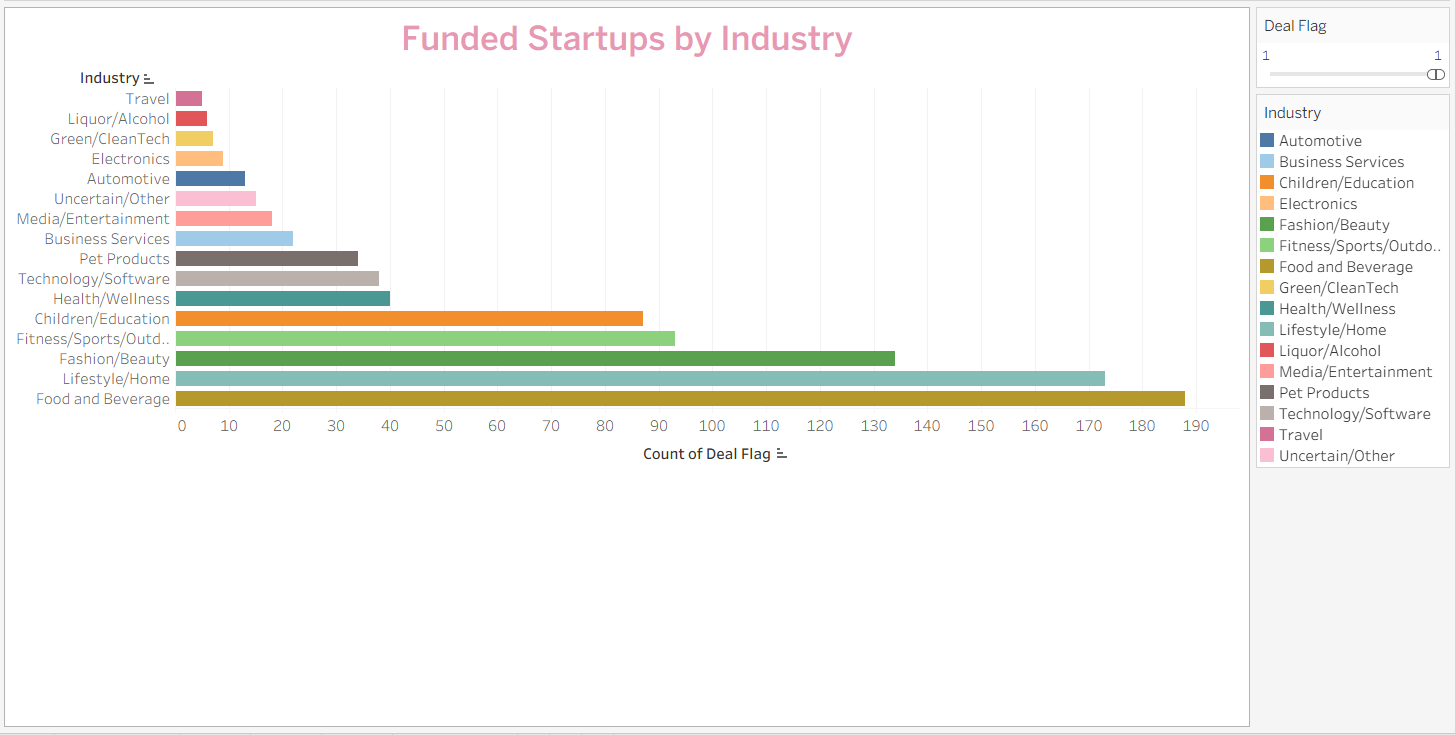 Funded Startups by Industry
Industry
Travel
Liquor/Alcohol
Green/CleanTech
Electronics
Automotive
Uncertain/Other
Media/Entertainment
Business Services
Pet Products
Technology/Software
Health/Wellness
Children/Education
Fitness/Sports/Outd..
Fashion/Beauty
Lifestyle/Home
Food and Beverage
0 10 20 30 40 50 60 70 80 90 100 110 120 130 140 150 160 170 180 190
Count of Deal Flag
Deal Flag
1 1
Industry
Automotive
Business Services
Children/Education
Electronics
Fashion/Beauty
Fitness/Sports/Outdo..
Food and Beverage
Green/CleanTech
Health/Wellness
Lifestyle/Home
Liquor/Alcohol
Media/Entertainment
Pet Products
Technology/Software
Travel
Uncertain/Other